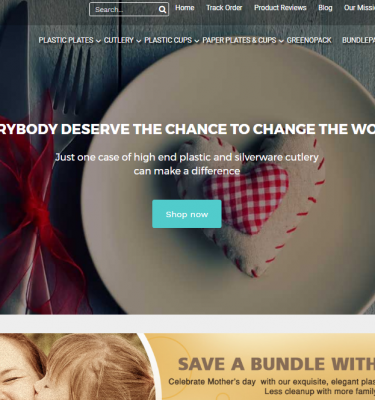 Search...
Home Track Order Product Reviews Blog Our Missi
PLASTIC PLATES CUTLERY PLASTIC CUPS PAPER PLATES & CUPS GREENOPACK BUNDLEPA
RYBODY DESERVE THE CHANCE TO CHANGE THE WO
Just one case of high end plastic and silverware cutlery
can make a difference
Shop now
SAVE A BUNDLE WITH
Celebrate Mother's day with our exquisite, elegant plas
Less cleanup with more family